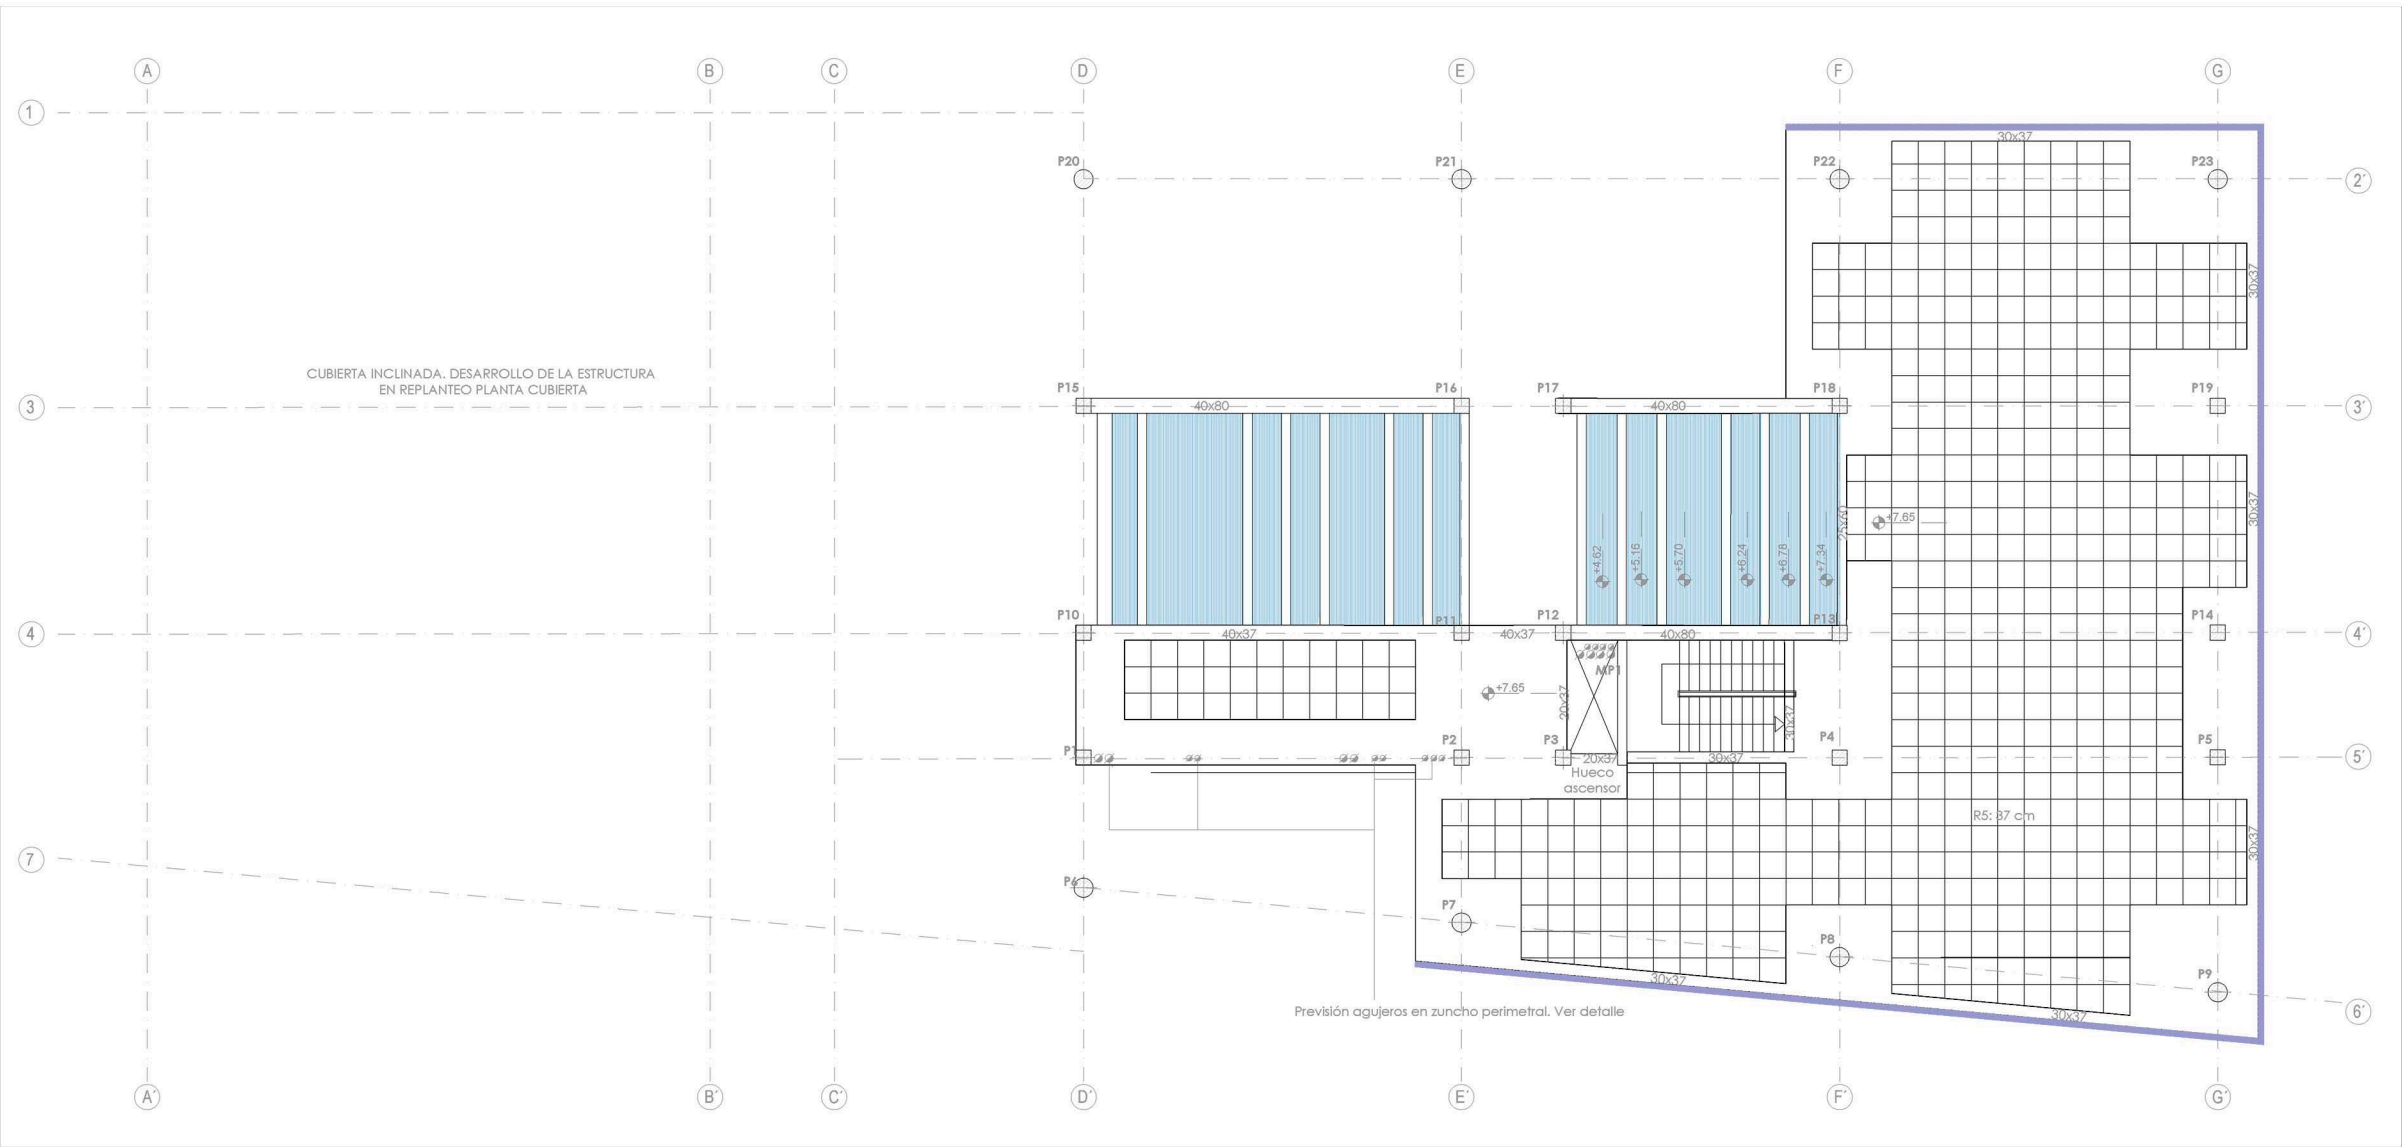 A B C D E F G
1
30x37
P20 P21 P22 P23
2´
30x37
CUBIERTA INCLINADA. DESARROLLO DE LA ESTRUCTURA
EN REPLANTEO PLANTA CUBIERTA
P15 P16 P17 P18 P19
3 40x80 40x80 3´
+7.65
30x37
25x60
+4.62 +5.16 +5.70 +6.24 +6.78 +7.34
P10 P11 P12 P13 P14
4 40x37 40x37 40x80 4´
MP1
+7.65
20x37
30x37
P1 P2 P3 P4 P5
20x37 30x37 5´
Hueco
ascensor
R5: 37 cm
30x37
7
P6
P7
P8
P9
30x37
Previsión agujeros en zuncho perimetral. Ver detalle
30x37
6´
A´ B´ C´ D´ E´ F´ G´